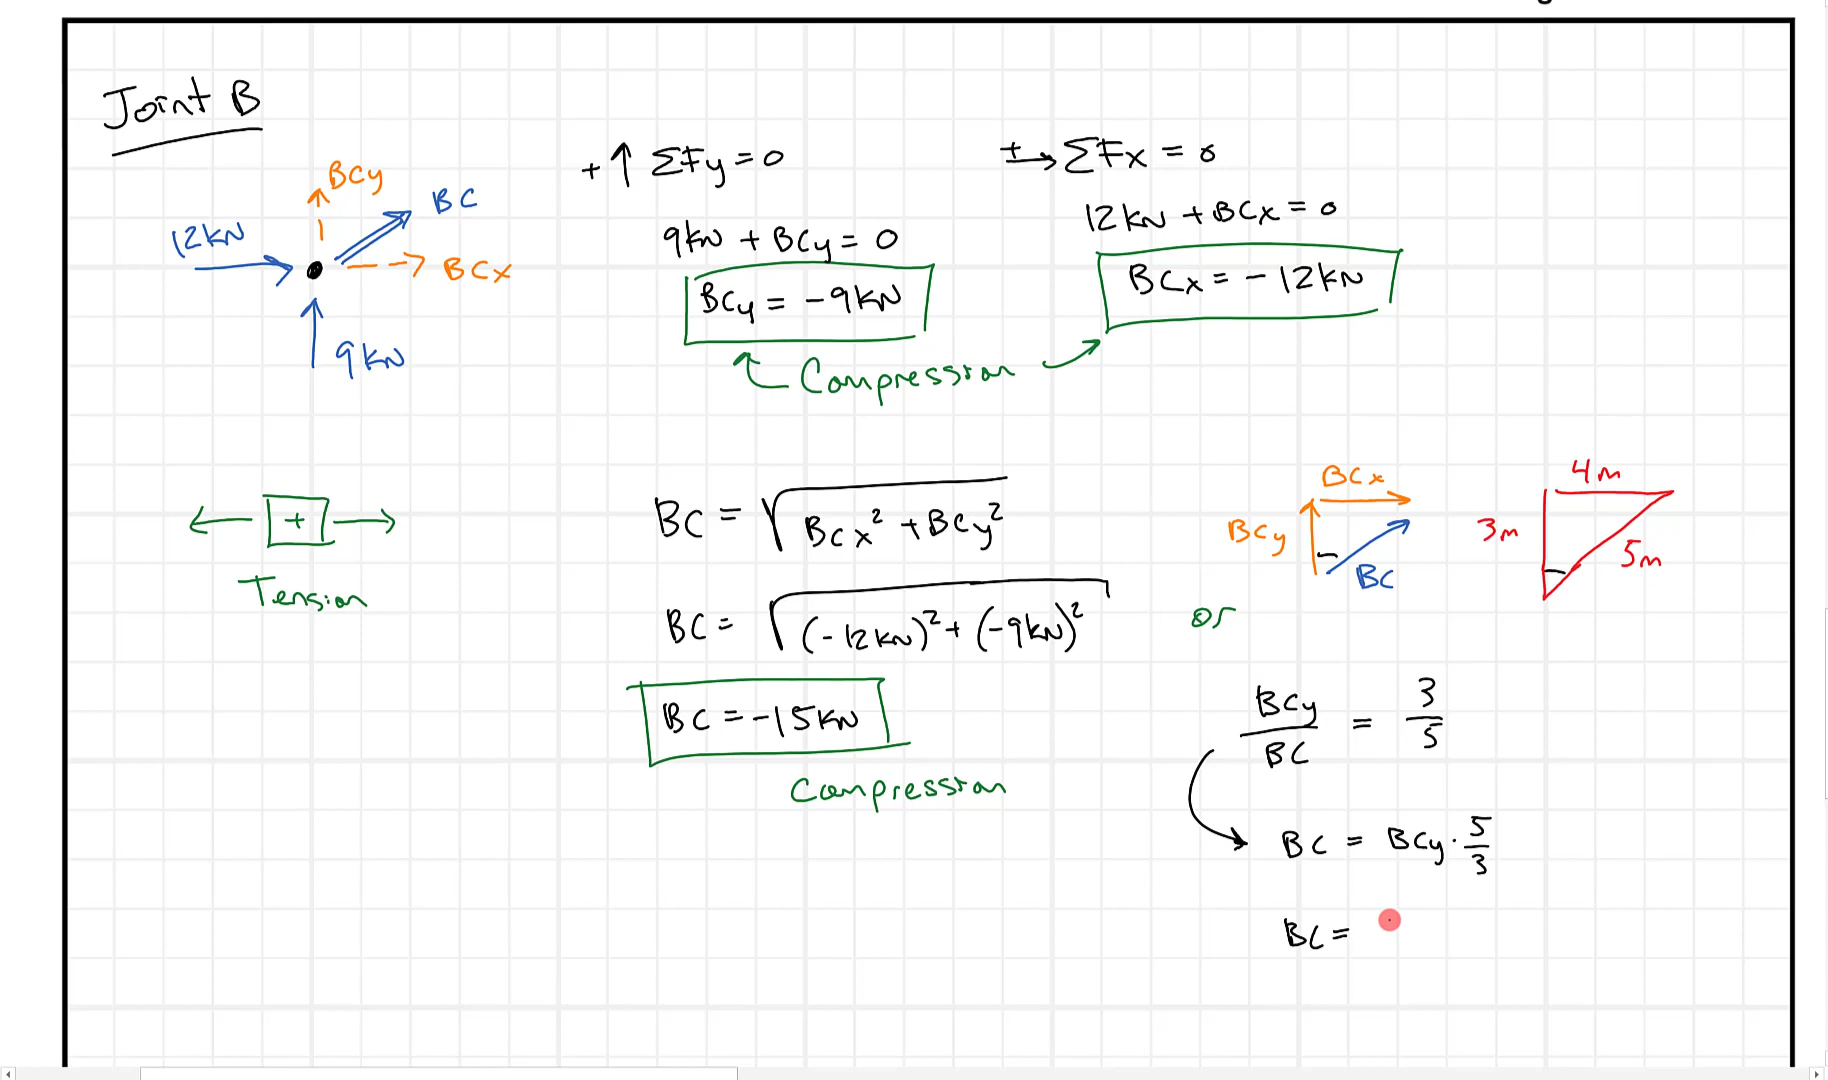 Joint B
BCy
BC
12kN
BCx
9kN
+↑ ΣFy = 0
9kN + BCy = 0
BCy = -9kN
+→ ΣFx = 0
12kN + BCx = 0
BCx = -12kN
Compression
+
Tension
BC = √(BCx² + BCy²)
BC = √((-12kN)² + (-9kN)²)
BC = -15kN
Compression
or
BCx
BCy
BC
4m
3m
5m
BCy/BC = 3/5
BC = BCy · 5/3
BC =